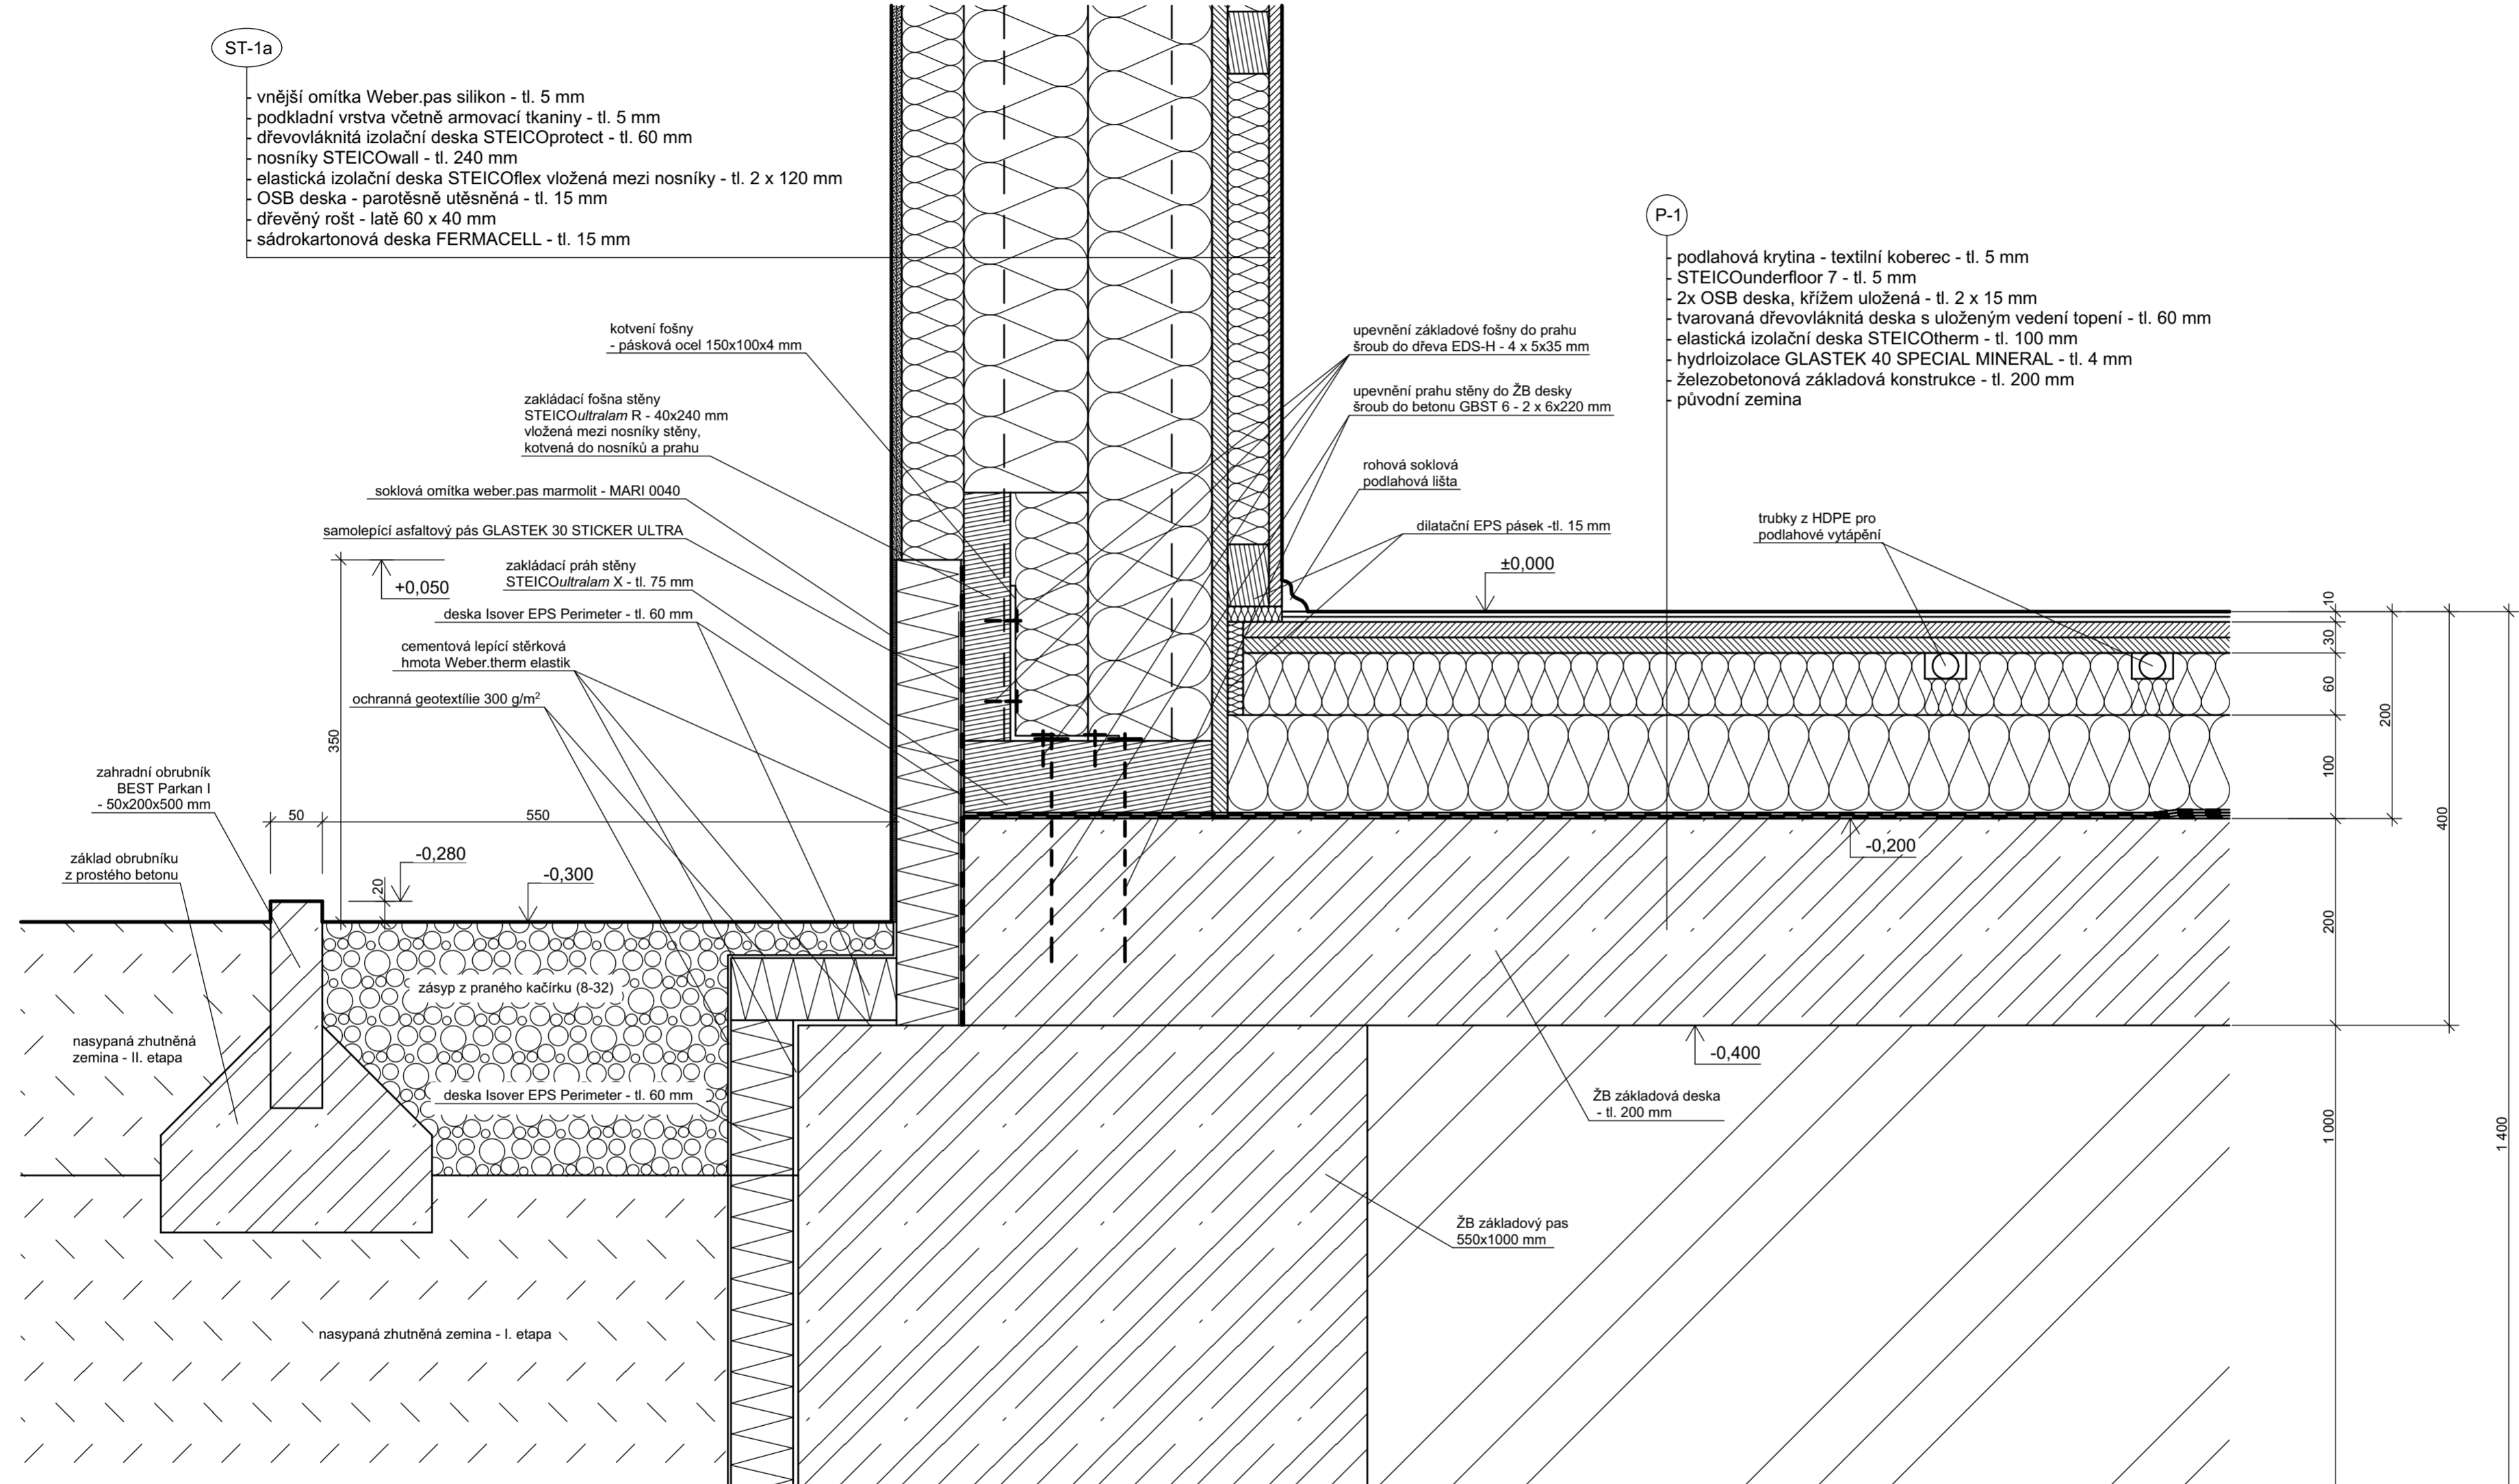 ST-1a
- vnější omítka Weber.pas silikon - tl. 5 mm
- podkladní vrstva včetně armovací tkaniny - tl. 5 mm
- dřevovláknitá izolační deska STEICOprotect - tl. 60 mm
- nosníky STEICOwall - tl. 240 mm
- elastická izolační deska STEICOflex vložená mezi nosníky - tl. 2 x 120 mm
- OSB deska - parotěsně utěsněná - tl. 15 mm
- dřevěný rošt - latě 60 x 40 mm
- sádrokartonová deska FERMACELL - tl. 15 mm
P-1
- podlahová krytina - textilní koberec - tl. 5 mm
- STEICOunderfloor 7 - tl. 5 mm
- 2x OSB deska, křížem uložená - tl. 2 x 15 mm
- tvarovaná dřevovláknitá deska s uloženým vedení topení - tl. 60 mm
- elastická izolační deska STEICOtherm - tl. 100 mm
- hydrloizolace GLASTEK 40 SPECIAL MINERAL - tl. 4 mm
- železobetonová základová konstrukce - tl. 200 mm
- původní zemina
kotvení fošny
- pásková ocel 150x100x4 mm
zakládací fošna stěny
STEICOultralam R - 40x240 mm
vložená mezi nosníky stěny,
kotvená do nosníků a prahu
soklová omítka weber.pas marmolit - MARI 0040
samolepící asfaltový pás GLASTEK 30 STICKER ULTRA
zakládací práh stěny
STEICOultralam X - tl. 75 mm
deska Isover EPS Perimeter - tl. 60 mm
cementová lepící stěrková
hmota Weber.therm elastik
ochranná geotextílie 300 g/m²
+0,050
350
zahradní obrubník
BEST Parkan I
- 50x200x500 mm
základ obrubníku
z prostého betonu
50
550
-0,280
20
-0,300
zásyp z praného kačírku (8-32)
nasypaná zhutněná
zemina - II. etapa
deska Isover EPS Perimeter - tl. 60 mm
nasypaná zhutněná zemina - I. etapa
upevnění základové fošny do prahu
šroub do dřeva EDS-H - 4 x 5x35 mm
upevnění prahu stěny do ŽB desky
šroub do betonu GBST 6 - 2 x 6x220 mm
rohová soklová
podlahová lišta
dilatační EPS pásek -tl. 15 mm
trubky z HDPE pro
podlahové vytápění
±0,000
-0,200
-0,400
ŽB základová deska
- tl. 200 mm
ŽB základový pas
550x1000 mm
10
30
60
100
200
200
400
1 000
1 400